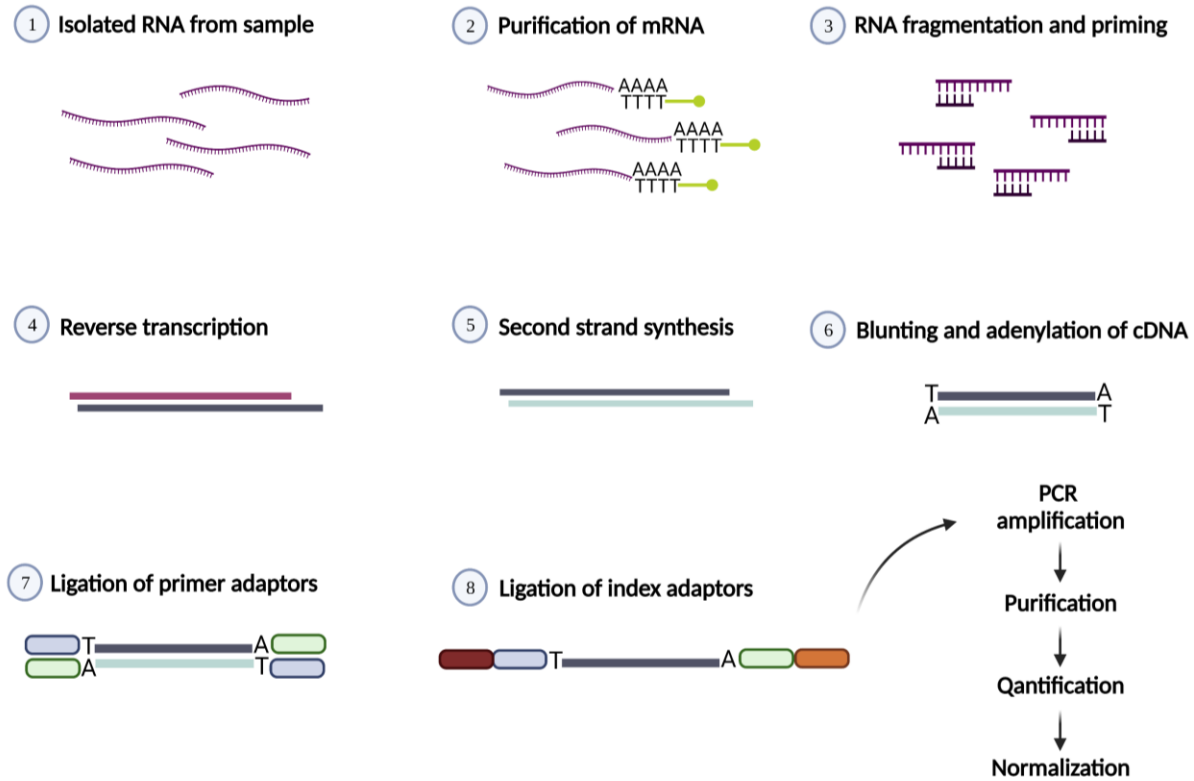 1 Isolated RNA from sample
2 Purification of mRNA
3 RNA fragmentation and priming
AAAA
TTTT
AAAA
TTTT
AAAA
TTTT
4 Reverse transcription
5 Second strand synthesis
6 Blunting and adenylation of cDNA
T A
A T
7 Ligation of primer adaptors
T A
A T
8 Ligation of index adaptors
T A
PCR
amplification
Purification
Qantification
Normalization